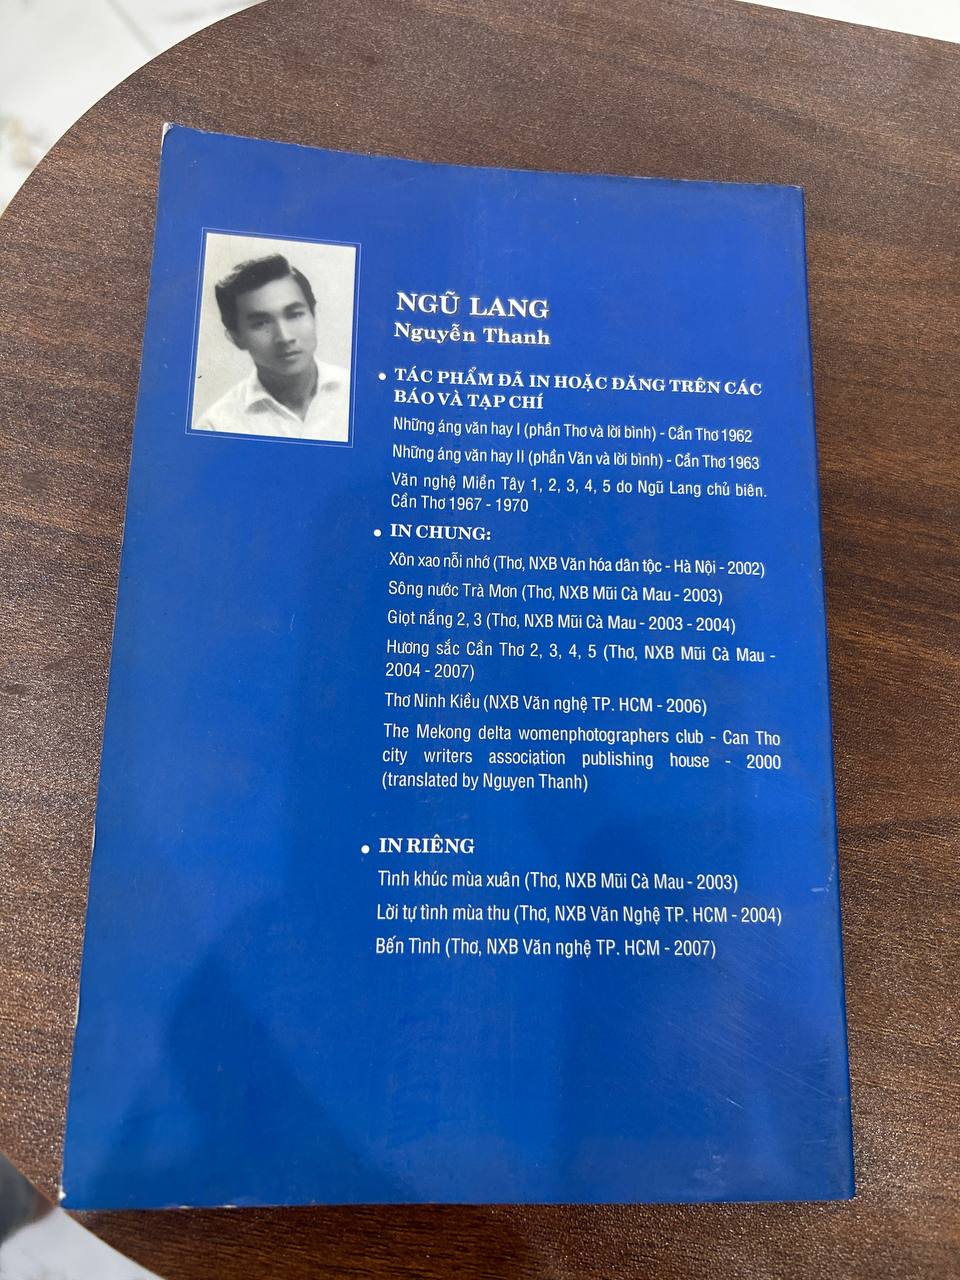 NGŨ LANG
Nguyễn Thanh
• TÁC PHẨM ĐÃ IN HOẶC ĐĂNG TRÊN CÁC
BÁO VÀ TẠP CHÍ
Những áng văn hay I (phần Thơ và lời bình) - Cần Thơ 1962
Những áng văn hay II (phần Văn và lời bình) - Cần Thơ 1963
Văn nghệ Miền Tây 1, 2, 3, 4, 5 do Ngũ Lang chủ biên.
Cần Thơ 1967 - 1970
• IN CHUNG:
Xôn xao nỗi nhớ (Thơ, NXB Văn hóa dân tộc - Hà Nội - 2002)
Sông nước Trà Mơn (Thơ, NXB Mũi Cà Mau - 2003)
Giọt nắng 2, 3 (Thơ, NXB Mũi Cà Mau - 2003 - 2004)
Hương sắc Cần Thơ 2, 3, 4, 5 (Thơ, NXB Mũi Cà Mau -
2004 - 2007)
Thơ Ninh Kiều (NXB Văn nghệ TP. HCM - 2006)
The Mekong delta womenphotographers club - Can Tho
city writers association publishing house - 2000
(translated by Nguyen Thanh)
• IN RIÊNG
Tình khúc mùa xuân (Thơ, NXB Mũi Cà Mau - 2003)
Lời tự tình mùa thu (Thơ, NXB Văn Nghệ TP. HCM - 2004)
Bến Tình (Thơ, NXB Văn nghệ TP. HCM - 2007)